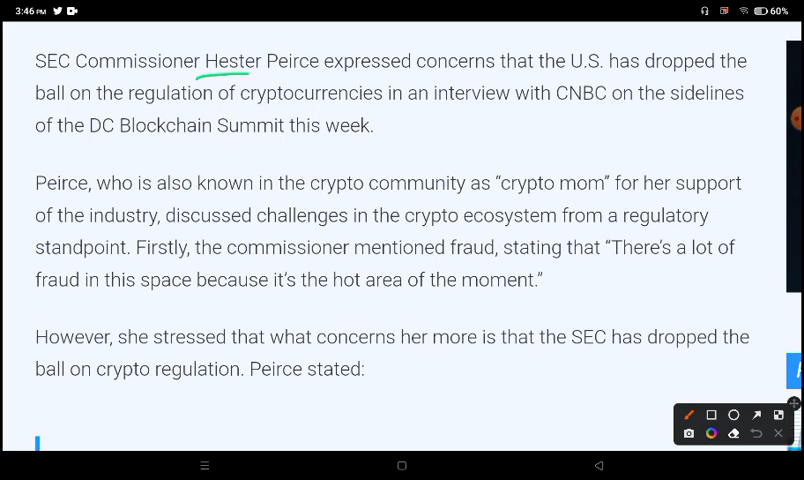 3:46 PM
60%
SEC Commissioner Hester Peirce expressed concerns that the U.S. has dropped the
ball on the regulation of cryptocurrencies in an interview with CNBC on the sidelines
of the DC Blockchain Summit this week.
Peirce, who is also known in the crypto community as “crypto mom” for her support
of the industry, discussed challenges in the crypto ecosystem from a regulatory
standpoint. Firstly, the commissioner mentioned fraud, stating that “There’s a lot of
fraud in this space because it’s the hot area of the moment.”
However, she stressed that what concerns her more is that the SEC has dropped the
ball on crypto regulation. Peirce stated: